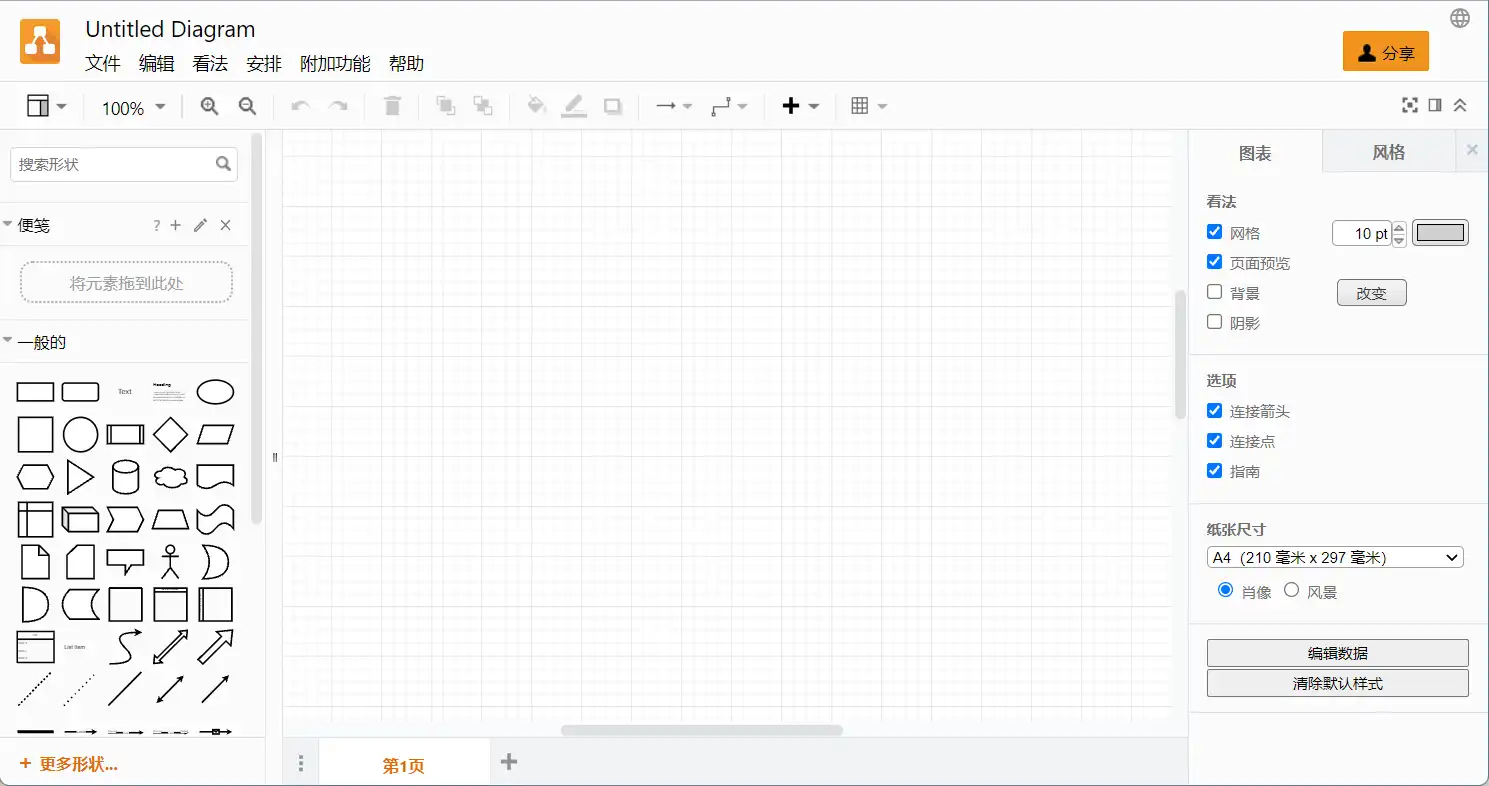 Untitled Diagram
文件 编辑 看法 安排 附加功能 帮助
分享
100%
搜索形状
便笺 ?
将元素拖到此处
一般的
Text
Heading
List Item
+ 更多形状...
第1页
图表 风格
看法
网格 10 pt
页面预览
背景 改变
阴影
选项
连接箭头
连接点
指南
纸张尺寸
A4（210 毫米 x 297 毫米）
肖像 风景
编辑数据
清除默认样式